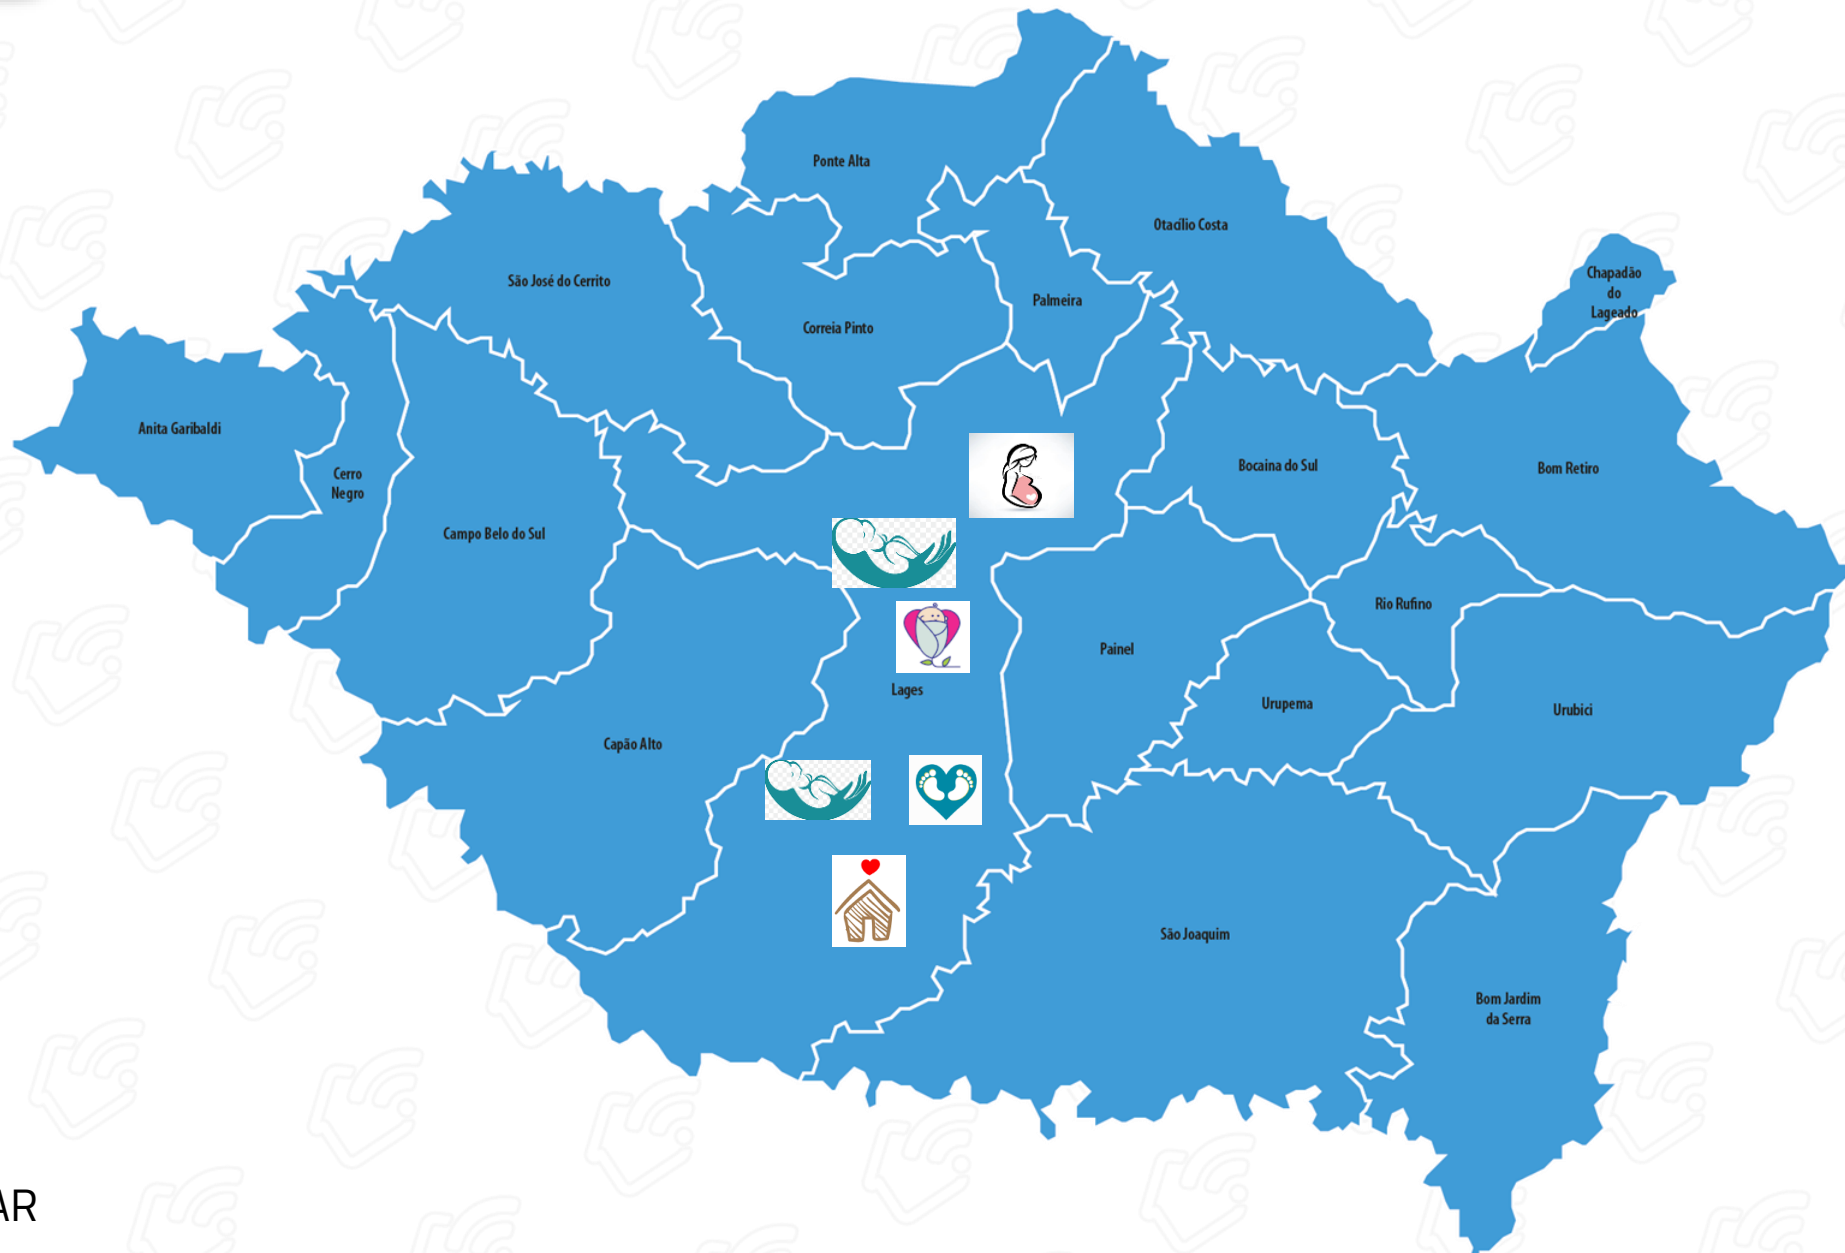 Ponte Alta
Otacílio Costa
São José do Cerrito
Chapadão
do
Lageado
Palmeira
Correia Pinto
Anita Garibaldi
Cerro
Negro
Bocaina do Sul
Bom Retiro
Campo Belo do Sul
Rio Rufino
Painel
Lages
Urupema
Urubici
Capão Alto
São Joaquim
Bom Jardim
da Serra
AR